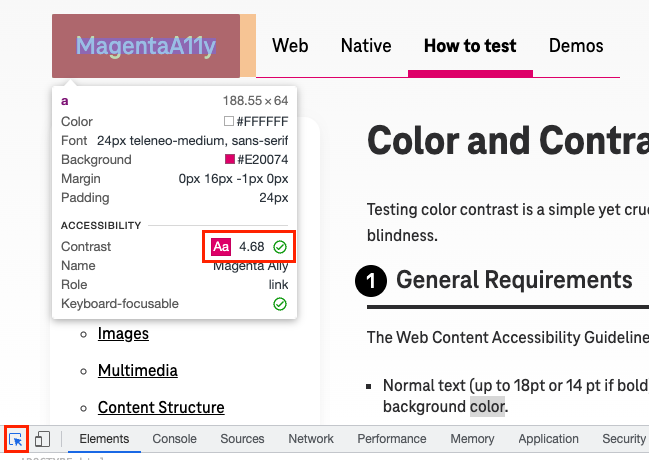 MagentaA11y
Web Native How to test Demos
a 188.55 × 64
Color #FFFFFF
Font 24px teleneo-medium, sans-serif
Background #E20074
Margin 0px 16px -1px 0px
Padding 24px
ACCESSIBILITY
Contrast Aa 4.68
Name Magenta Ally
Role link
Keyboard-focusable
Images
Multimedia
Content Structure
Color and Contra
Testing color contrast is a simple yet cruc
blindness.
1 General Requirements
The Web Content Accessibility Guideline
Normal text (up to 18pt or 14 pt if bold)
background color.
Elements Console Sources Network Performance Memory Application Security